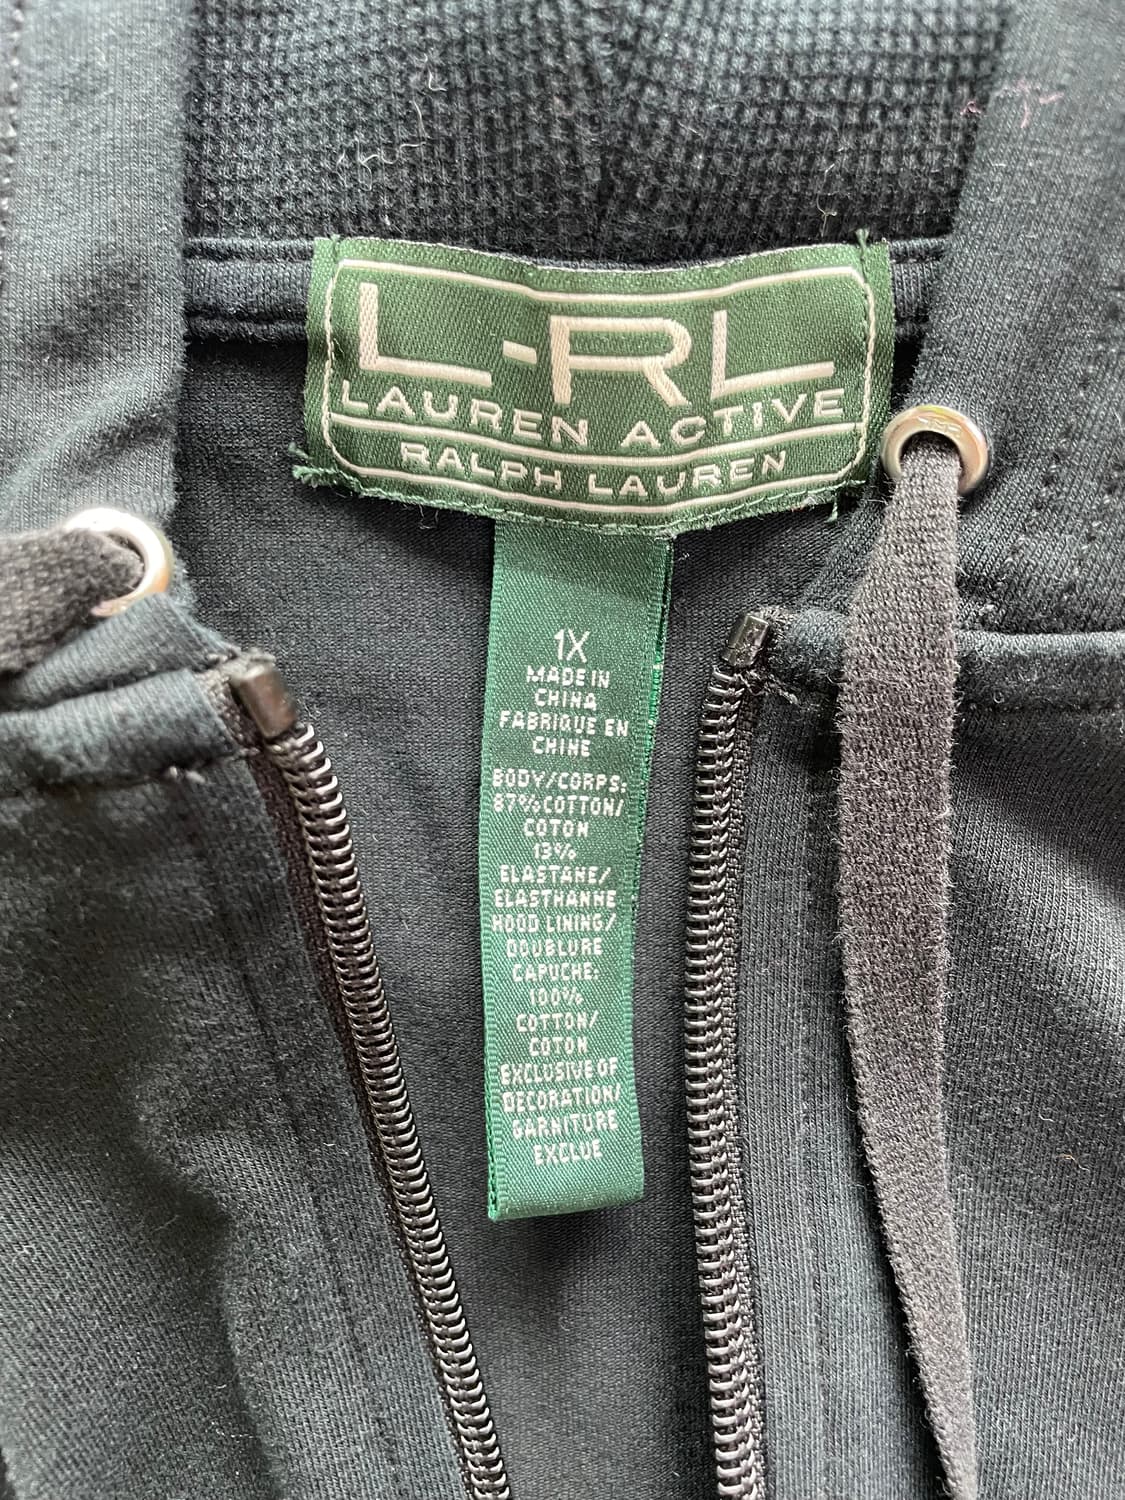 L-RL
LAUREN ACTIVE
RALPH LAUREN
1X
MADE IN
CHINA
FABRIQUE EN
CHINE
BODY/CORPS:
87%COTTON/
COTON
13%
ELASTANE/
ELASTHANNE
HOOD LINING/
DOUBLURE
CAPUCHE:
100%
COTTON/
COTON
EXCLUSIVE OF
DECORATION/
GARNITURE
EXCLUE